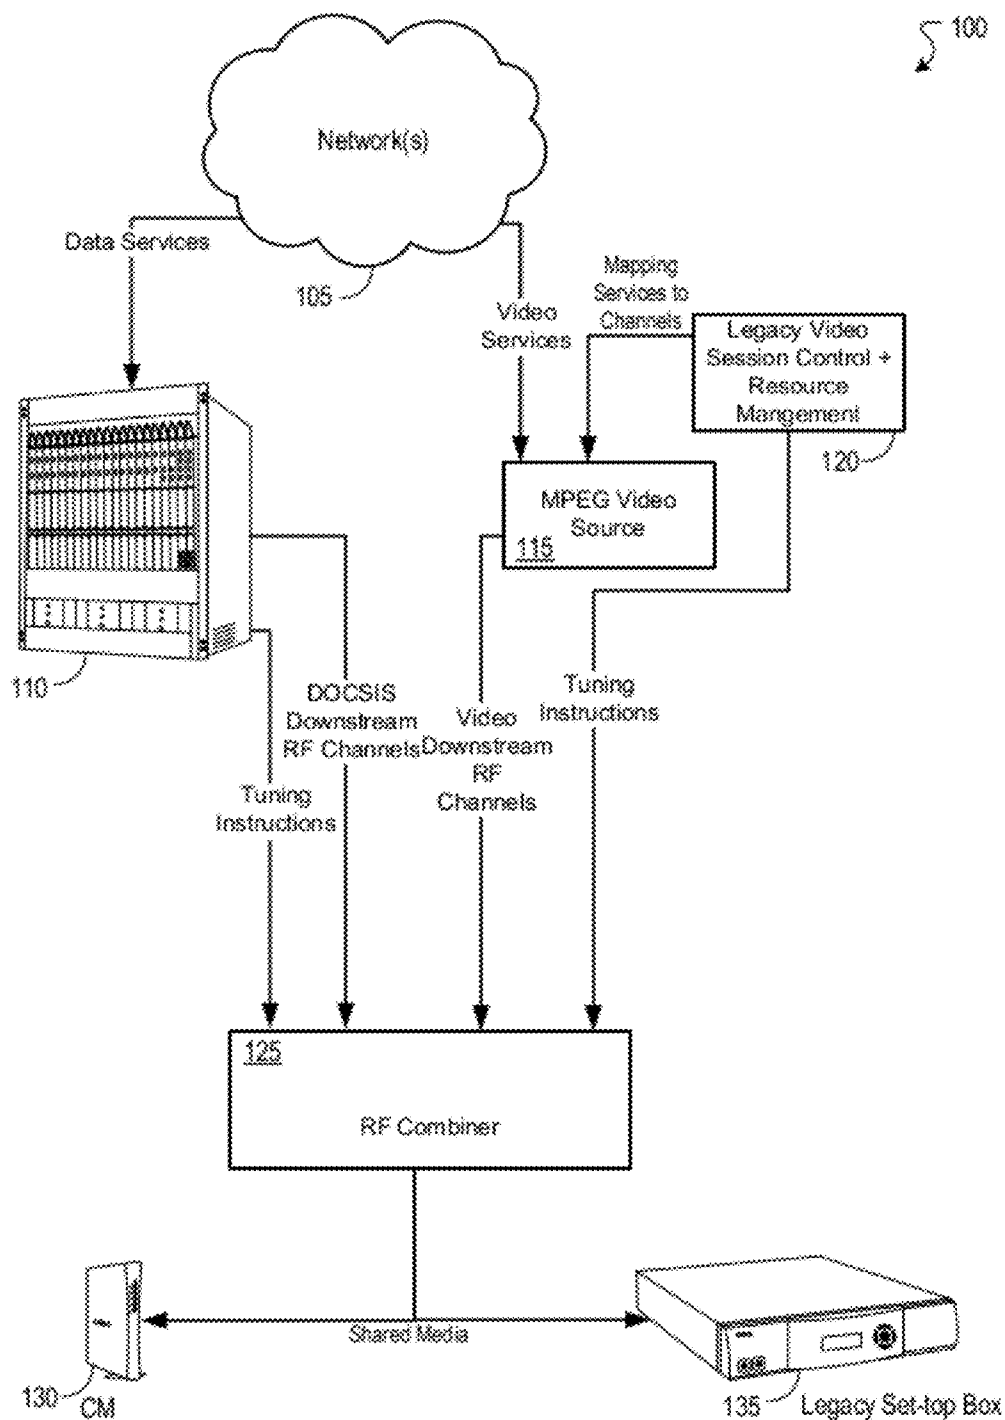 100
Network(s)
Data Services
105
Mapping
Services to
Channels
Video
Services
Legacy Video
Session Control +
Resource
Mangement
120
MPEG Video
Source
115
110
DOCSIS
Downstream
RF Channels
Video
Downstream
RF
Channels
Tuning
Instructions
Tuning
Instructions
125
RF Combiner
Shared Media
130
CM
135
Legacy Set-top Box